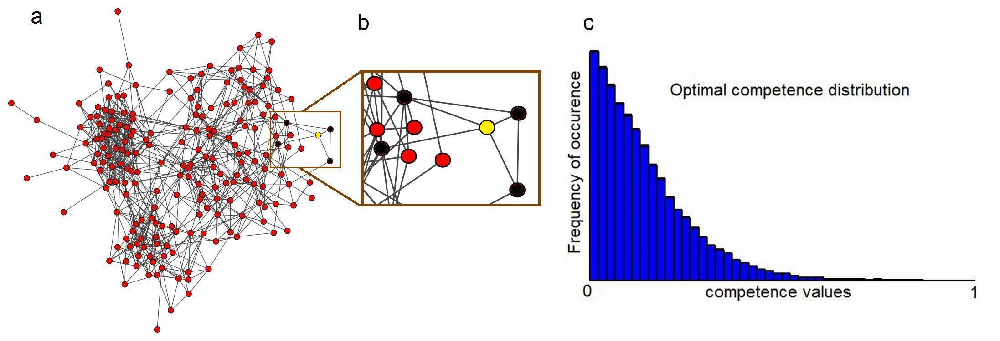 a
b
c
Optimal competence distribution
Frequency of occurence
0
competence values
1